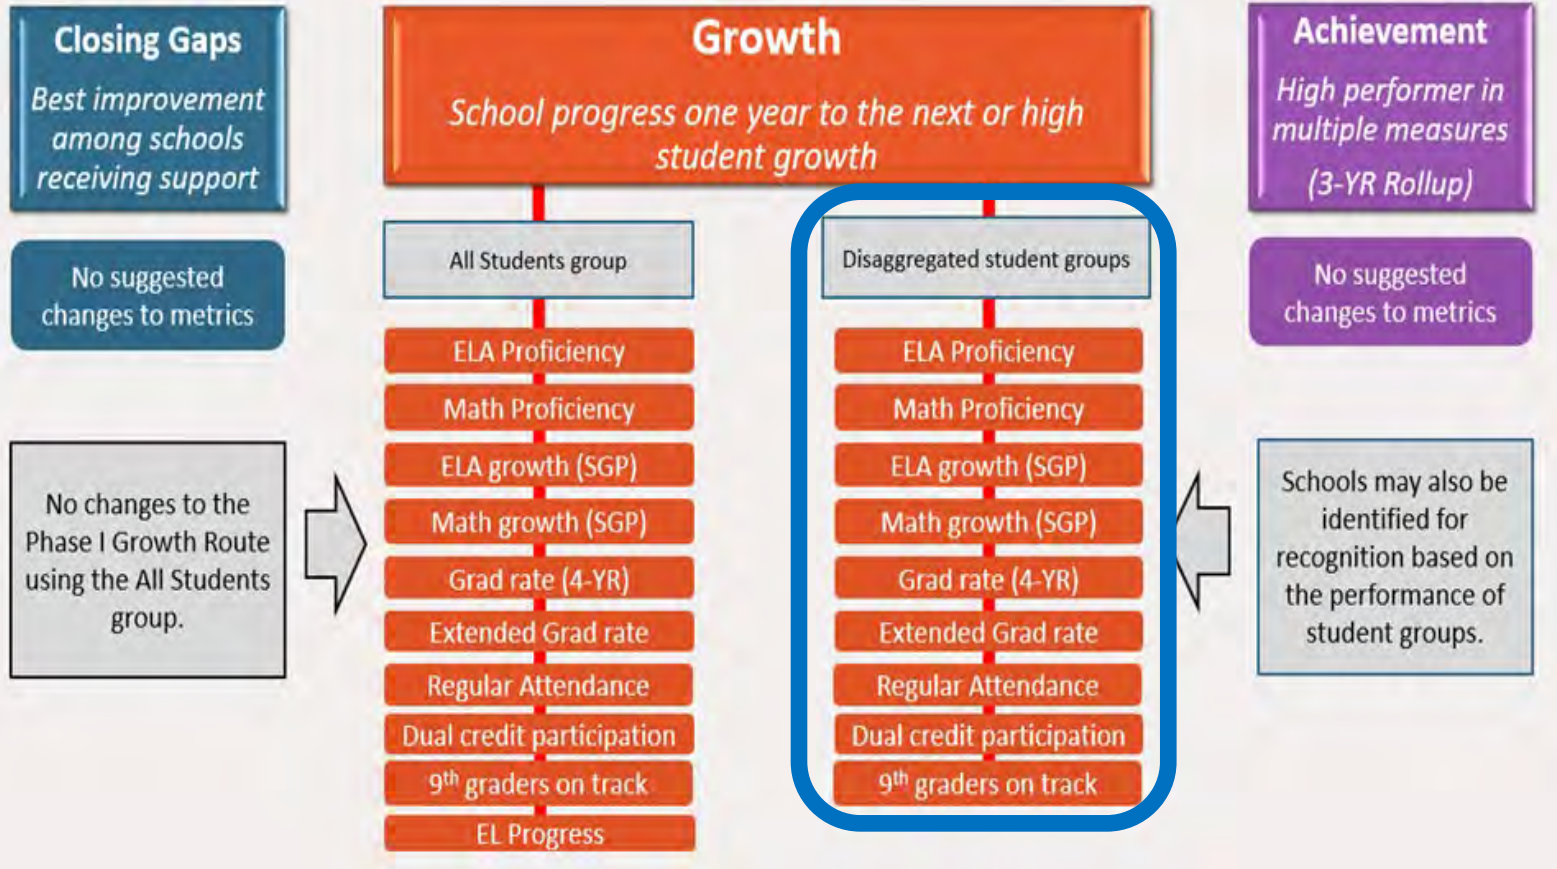 Closing Gaps
Best improvement
among schools
receiving support
No suggested
changes to metrics
No changes to the
Phase I Growth Route
using the All Students
group.
Growth
School progress one year to the next or high
student growth
All Students group
ELA Proficiency
Math Proficiency
ELA growth (SGP)
Math growth (SGP)
Grad rate (4-YR)
Extended Grad rate
Regular Attendance
Dual credit participation
9th graders on track
EL Progress
Disaggregated student groups
ELA Proficiency
Math Proficiency
ELA growth (SGP)
Math growth (SGP)
Grad rate (4-YR)
Extended Grad rate
Regular Attendance
Dual credit participation
9th graders on track
Achievement
High performer in
multiple measures
(3-YR Rollup)
No suggested
changes to metrics
Schools may also be
identified for
recognition based on
the performance of
student groups.